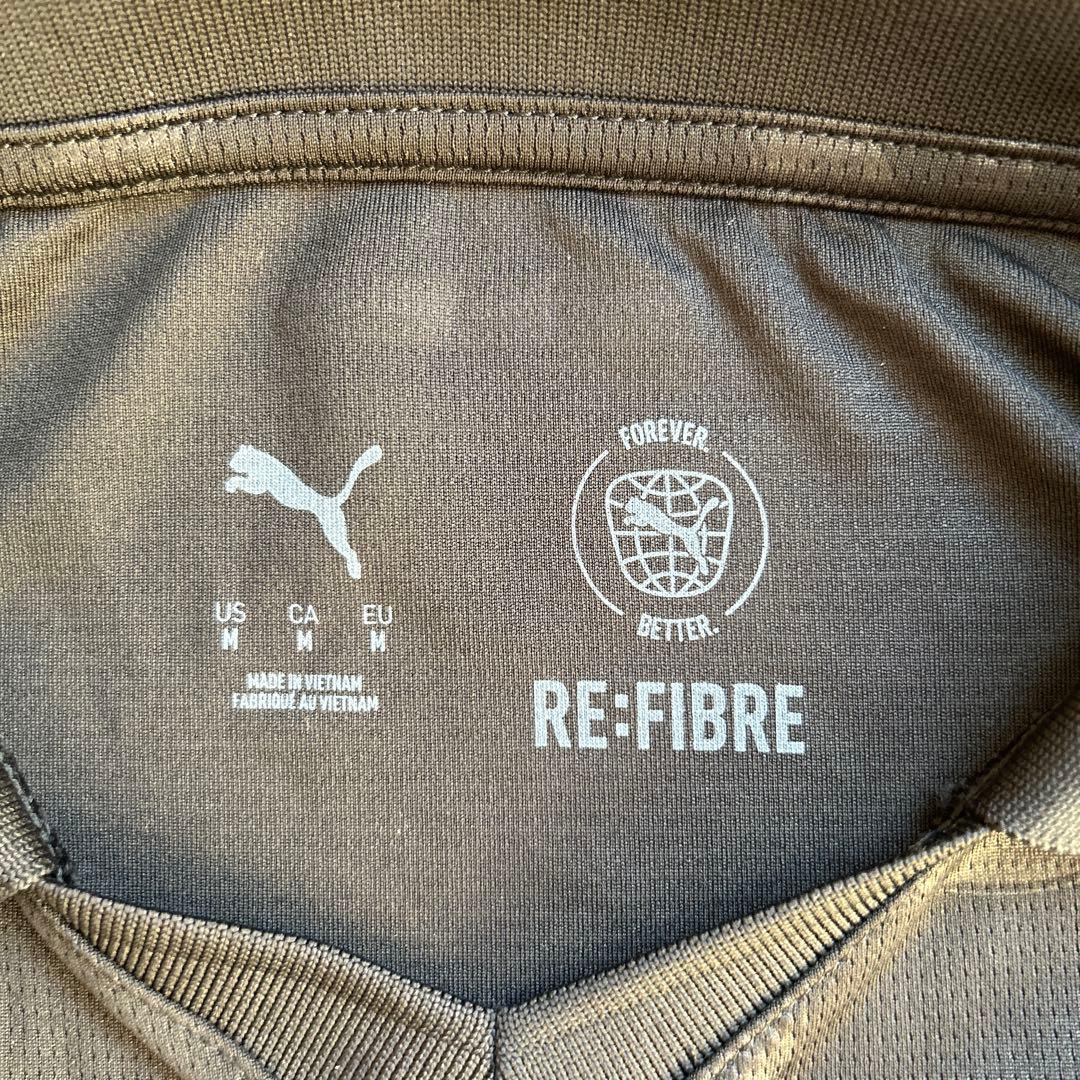 US CA EU
M M M
MADE IN VIETNAM
FABRIQUÉ AU VIETNAM
FOREVER.
BETTER.
RE:FIBRE